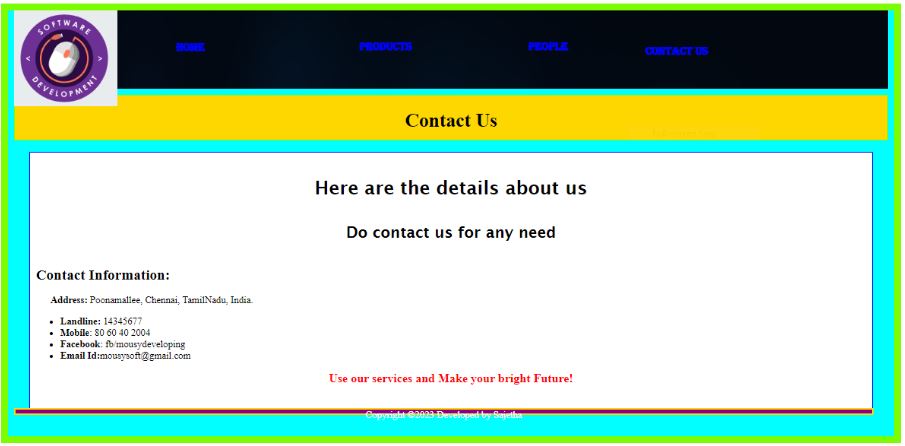 SOFTWARE
< >
DEVELOPMENT
HOME PRODUCTS PEOPLE CONTACT US
Contact Us
Here are the details about us
Do contact us for any need
Contact Information:
Address: Poonamallee, Chennai, TamilNadu, India.
Landline: 14345677
Mobile: 80 60 40 2004
Facebook: fb/mousydeveloping
Email Id:mousysoft@gmail.com
Use our services and Make your bright Future!
Copyright ©2023 Developed by Sajetha